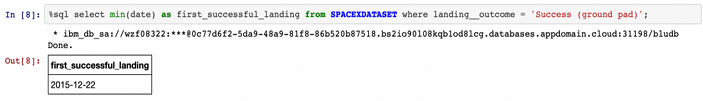 In [8]: %sql select min(date) as first_successful_landing from SPACEXDATASET where landing__outcome = 'Success (ground pad)';
* ibm_db_sa://wzf08322:***@0c77d6f2-5da9-48a9-81f8-86b520b87518.bs2io90l08kqb1od8lcg.databases.appdomain.cloud:31198/bludb
Done.
Out[8]:
first_successful_landing
2015-12-22